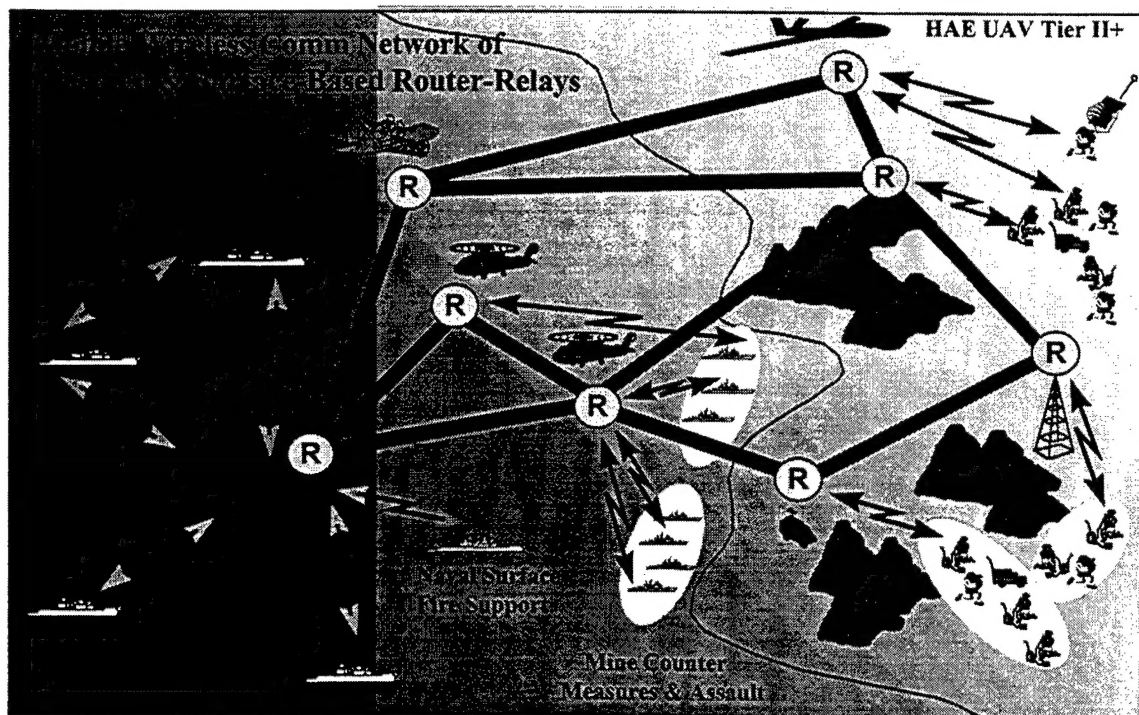 Wireless Comm Network of
Based Router-Relays
HAE UAV Tier II+
R
R
R
R
R
R
R
R
Naval Surface
Fire Support
Mine Counter
Measures & Assault